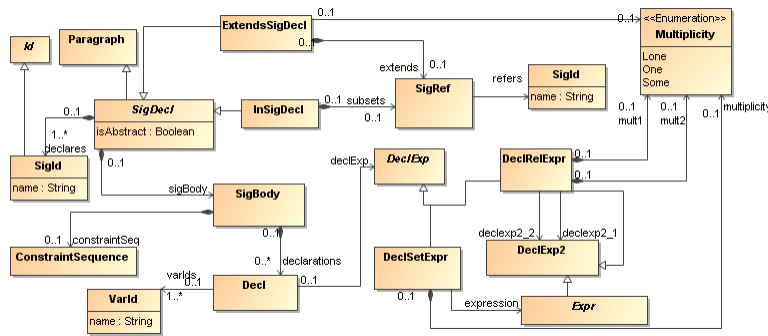 ExtendsSigDecl
0..1
0..1
<<Enumeration>>
Multiplicity
Id
Paragraph
0..
Lone
One
Some
extends
0..1
SigRef
refers
SigId
name : String
0..1
SigDecl
isAbstract : Boolean
InSigDecl
0..1
subsets
0..1
0..1
mult1
0..1
mult2
0..1
multiplicity
1..*
declares
0..1
SigId
name : String
declExp
DeclExp
DeclRelExpr
0..1
0..1
sigBody
SigBody
declexp2_2
declexp2_1
0..1
0..1
constraintSeq
ConstraintSequence
0..*
declarations
DeclSetExpr
DeclExp2
varIds
0..1
1..*
Decl
0..1
0..1
expression
Expr
VarId
name : String